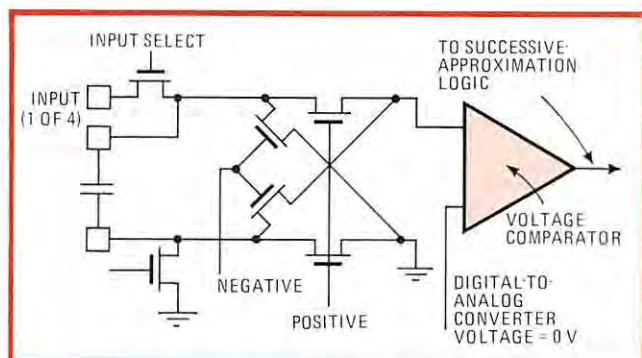 INPUT SELECT
INPUT
(1 OF 4)
TO SUCCESSIVE-
APPROXIMATION
LOGIC
VOLTAGE
COMPARATOR
NEGATIVE
POSITIVE
DIGITAL-TO-
ANALOG
CONVERTER
VOLTAGE = 0 V